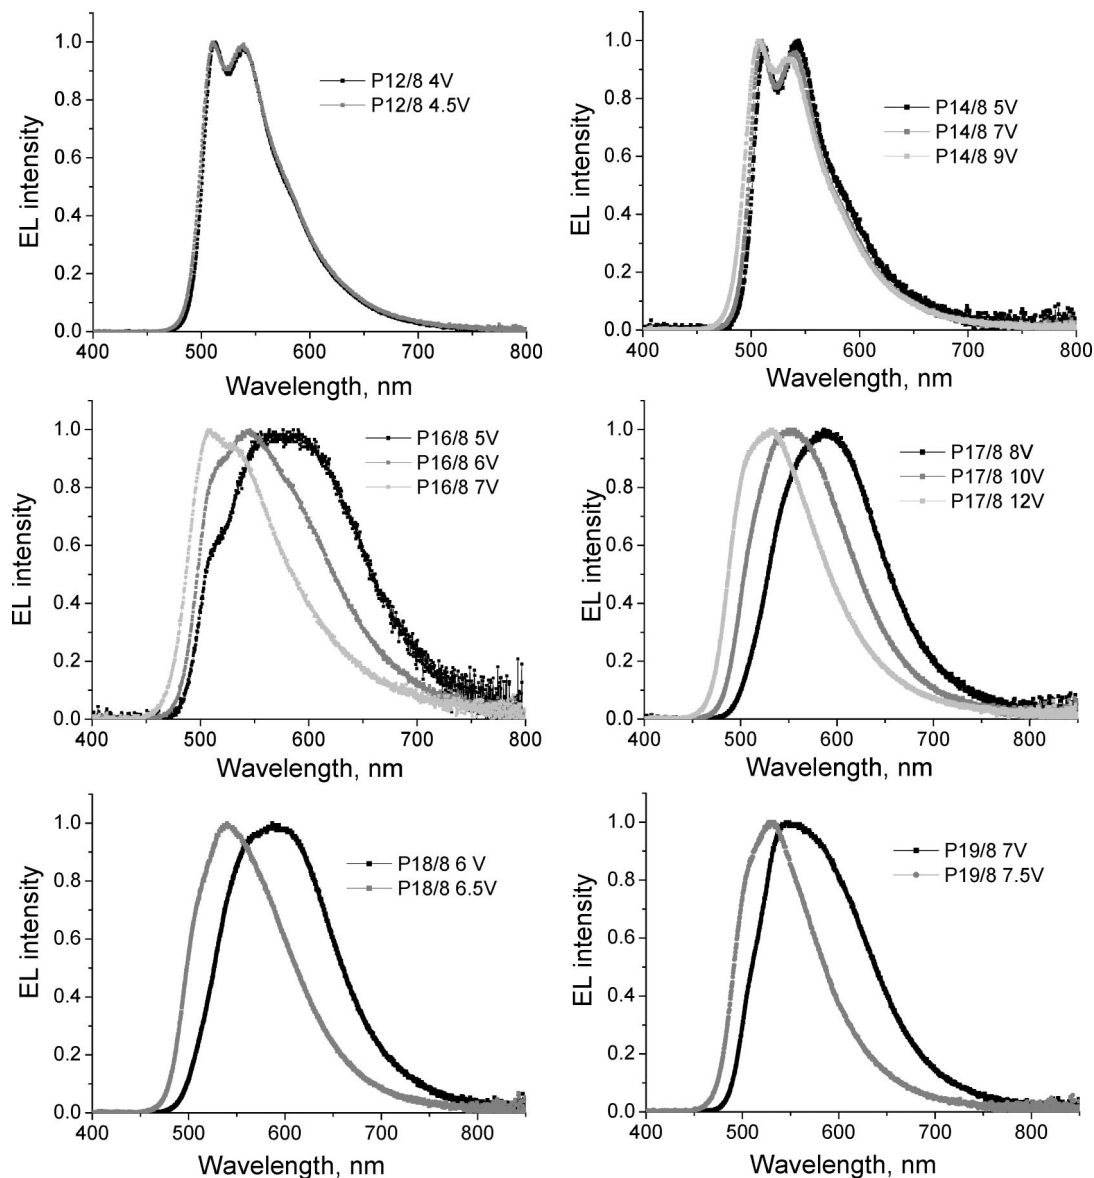 EL intensity
1.0
0.8
0.6
0.4
0.2
0.0
P12/8 4V
P12/8 4.5V
400 500 600 700 800
Wavelength, nm
EL intensity
1.0
0.8
0.6
0.4
0.2
0.0
P14/8 5V
P14/8 7V
P14/8 9V
400 500 600 700 800
Wavelength, nm
EL intensity
1.0
0.8
0.6
0.4
0.2
0.0
P16/8 5V
P16/8 6V
P16/8 7V
400 500 600 700 800
Wavelength, nm
EL intensity
1.0
0.8
0.6
0.4
0.2
0.0
P17/8 8V
P17/8 10V
P17/8 12V
400 500 600 700 800
Wavelength, nm
EL intensity
1.0
0.8
0.6
0.4
0.2
0.0
P18/8 6 V
P18/8 6.5V
400 500 600 700 800
Wavelength, nm
EL intensity
1.0
0.8
0.6
0.4
0.2
0.0
P19/8 7V
P19/8 7.5V
400 500 600 700 800
Wavelength, nm